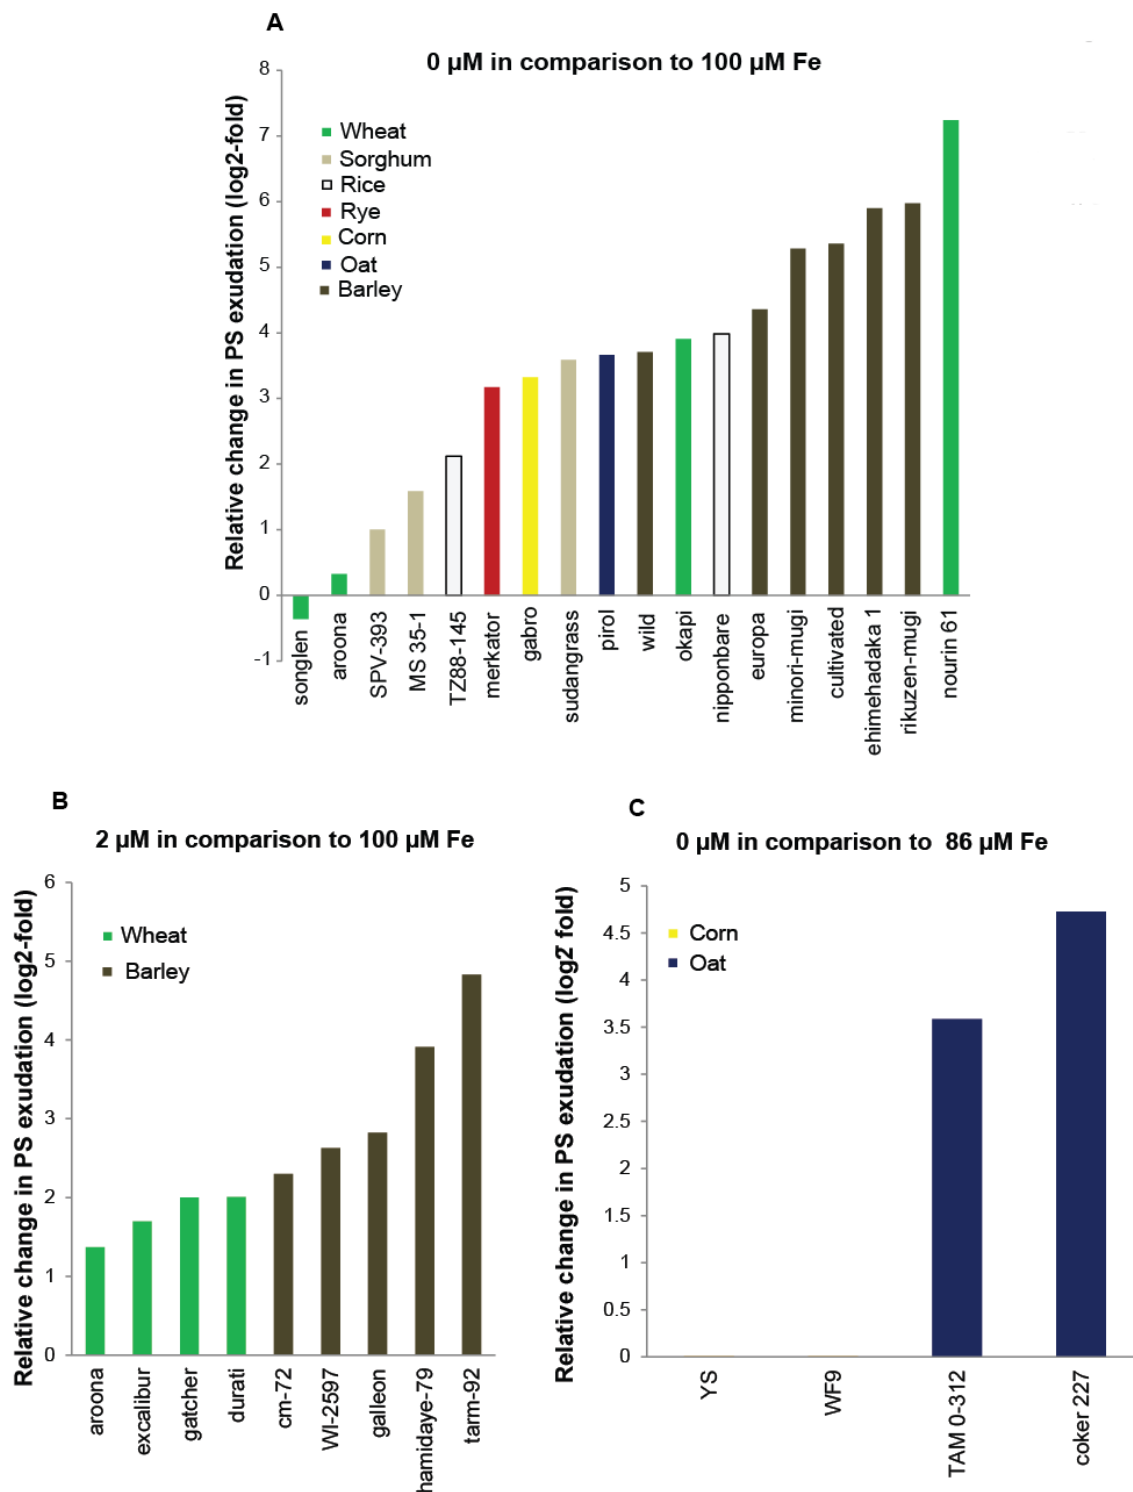 A
0 µM in comparison to 100 µM Fe
Relative change in PS exudation (log2-fold)
8
7
6
5
4
3
2
1
0
-1
Wheat
Sorghum
Rice
Rye
Corn
Oat
Barley
songlen
aroona
SPV-393
MS 35-1
TZ88-145
merkator
gabro
sudangrass
pirol
wild
okapi
nipponbare
europa
minori-mugi
cultivated
ehimehadaka 1
rikuzen-mugi
nourin 61
B
2 µM in comparison to 100 µM Fe
Relative change in PS exudation (log2-fold)
6
5
4
3
2
1
0
Wheat
Barley
aroona
excalibur
gatcher
durati
cm-72
WI-2597
galleon
hamidaye-79
tarm-92
C
0 µM in comparison to 86 µM Fe
Relative change in PS exudation (log2 fold)
5
4.5
4
3.5
3
2.5
2
1.5
1
0.5
0
Corn
Oat
YS
WF9
TAM 0-312
coker 227